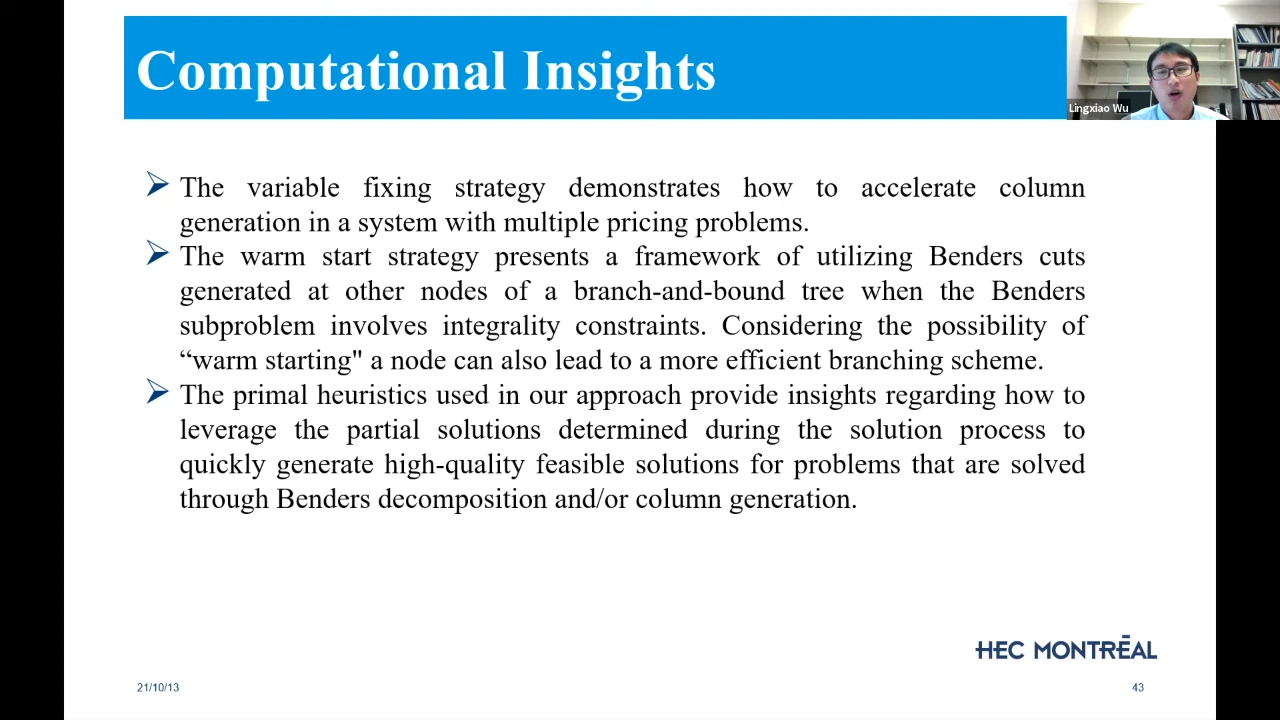 Computational Insights
Lingxiao Wu
➢ The variable fixing strategy demonstrates how to accelerate column
generation in a system with multiple pricing problems.
➢ The warm start strategy presents a framework of utilizing Benders cuts
generated at other nodes of a branch-and-bound tree when the Benders
subproblem involves integrality constraints. Considering the possibility of
“warm starting" a node can also lead to a more efficient branching scheme.
➢ The primal heuristics used in our approach provide insights regarding how to
leverage the partial solutions determined during the solution process to
quickly generate high-quality feasible solutions for problems that are solved
through Benders decomposition and/or column generation.
HEC MONTRĒAL
21/10/13
43